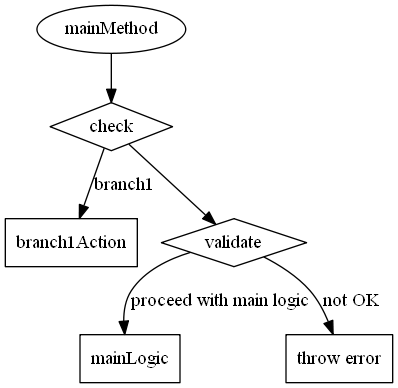 mainMethod
check
branch1
branch1Action
validate
proceed with main logic
not OK
mainLogic
throw error